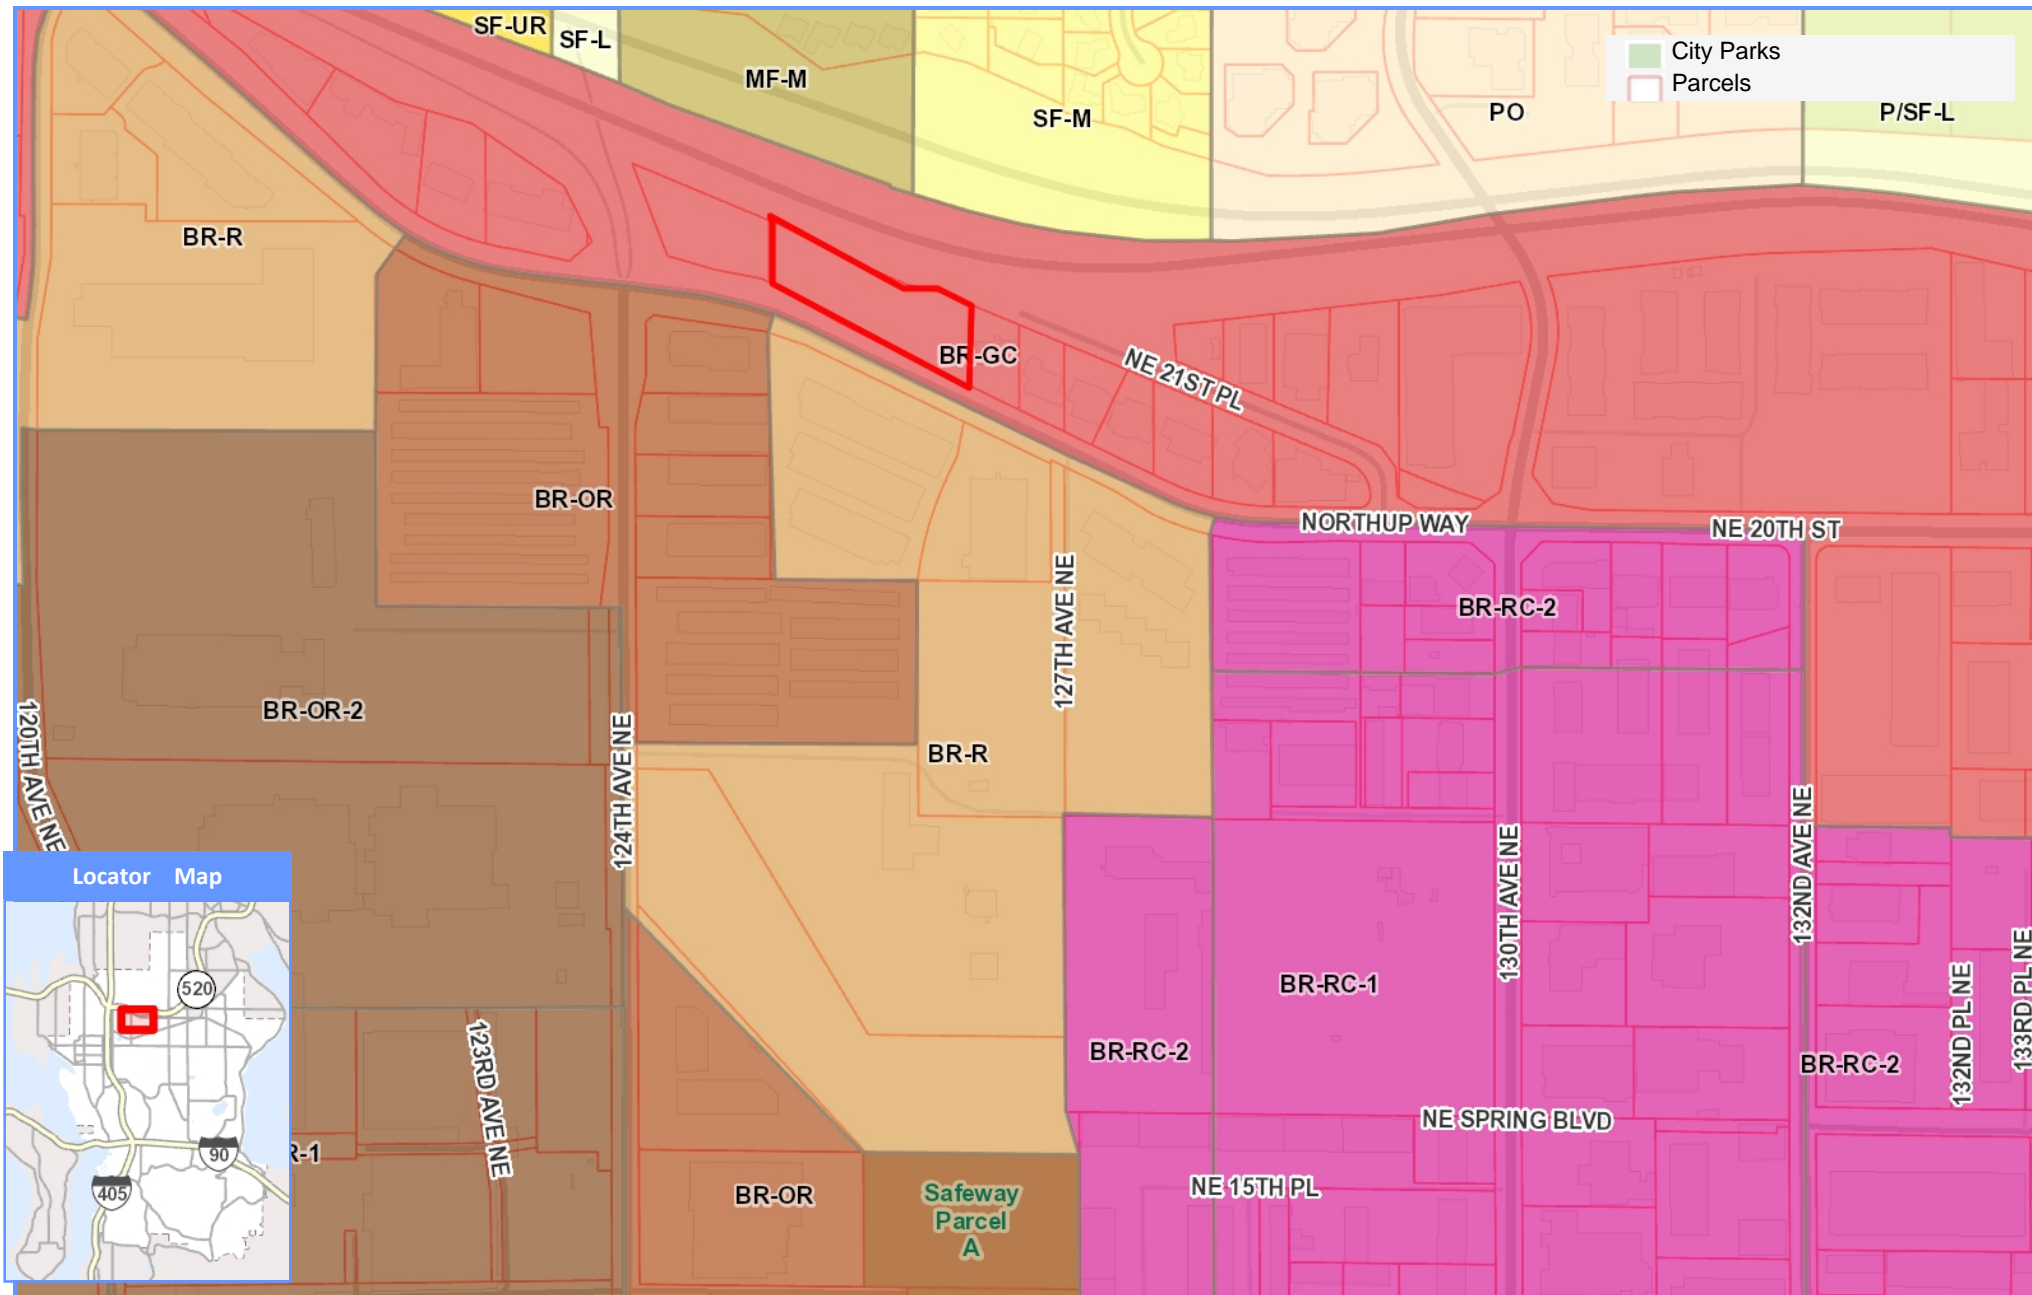 SF-UR
SF-L
MF-M
SF-M
PO
P/SF-L
City Parks
Parcels
BR-R
BR-GC
NE 21ST PL
BR-OR
NORTHUP WAY
NE 20TH ST
127TH AVE NE
BR-RC-2
BR-OR-2
120TH AVE NE
124TH AVE NE
BR-R
130TH AVE NE
132ND AVE NE
BR-RC-1
132ND PL NE
133RD PL NE
BR-RC-2
BR-RC-2
123RD AVE NE
R-1
NE SPRING BLVD
NE 15TH PL
BR-OR
Safeway
Parcel
A
Locator Map
520
90
405